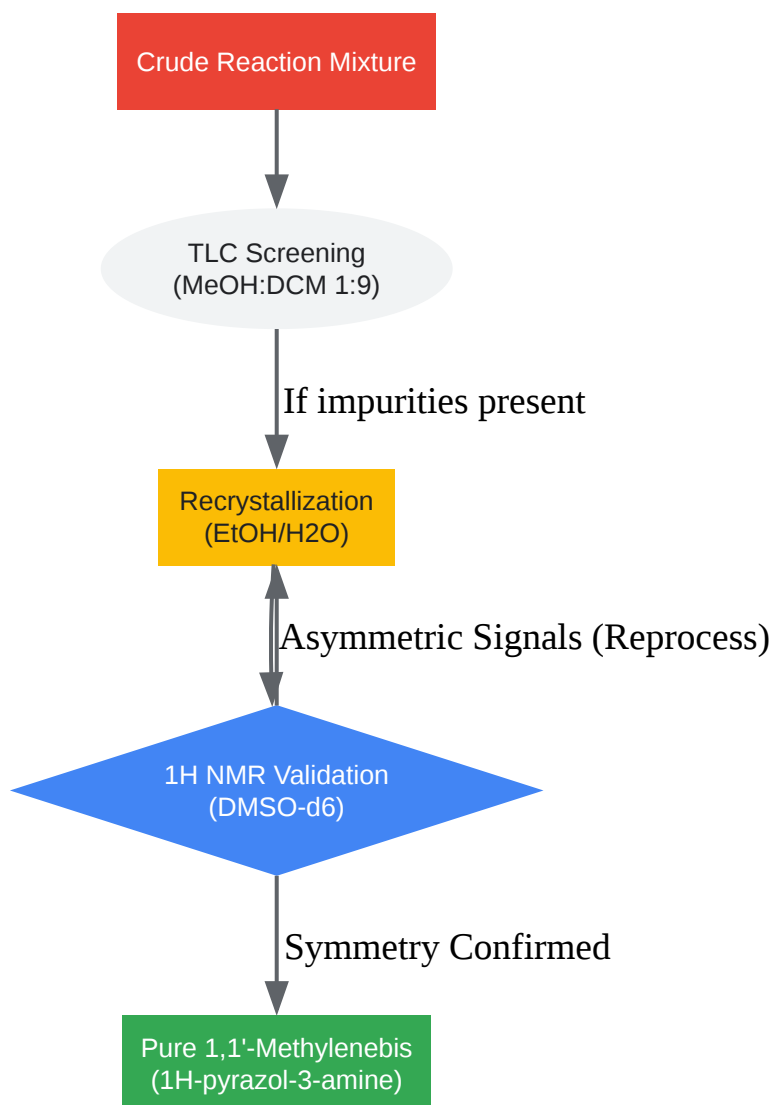 Crude Reaction Mixture
TLC Screening
(MeOH:DCM 1:9)
If impurities present
Recrystallization
(EtOH/H2O)
Asymmetric Signals (Reprocess)
1H NMR Validation
(DMSO-d6)
Symmetry Confirmed
Pure 1,1'-Methylenebis
(1H-pyrazol-3-amine)